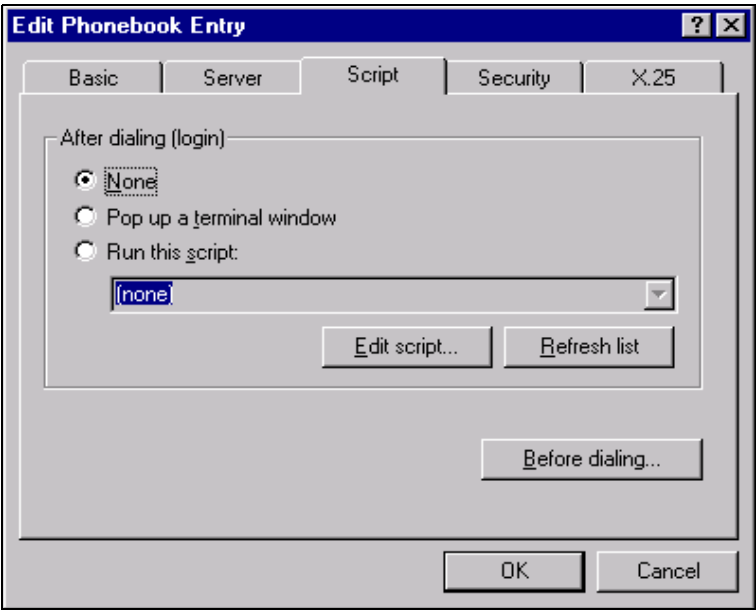 Edit Phonebook Entry
Basic Server Script Security X.25
After dialing (login)
None
Pop up a terminal window
Run this script:
(none)
Edit script... Refresh list
Before dialing...
OK Cancel